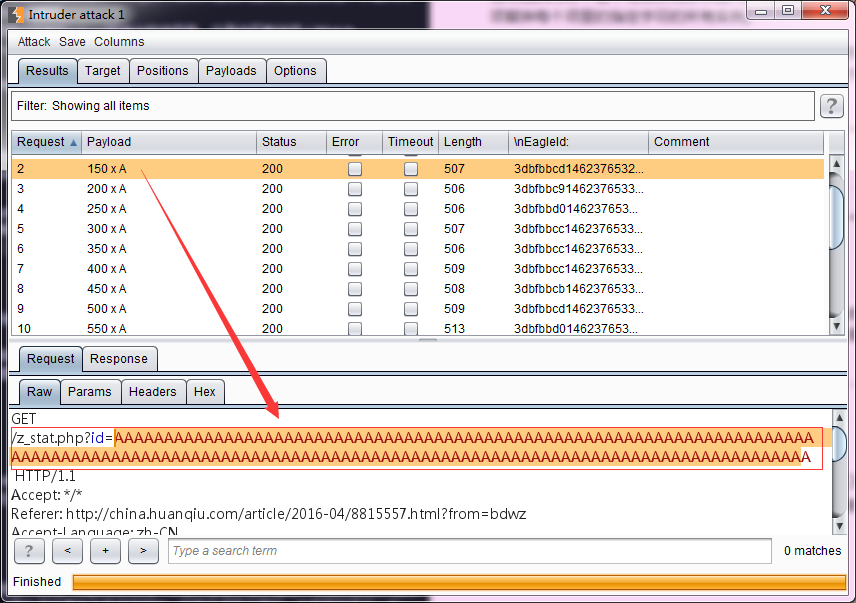 Intruder attack 1
Attack Save Columns
Results Target Positions Payloads Options
Filter: Showing all items ?
Request Payload Status Error Timeout Length \nEagleId: Comment
2 150 x A 200 507 3dbfbbcd1462376532...
3 200 x A 200 506 3dbfbbc91462376533...
4 250 x A 200 506 3dbfbbd0146237653...
5 300 x A 200 507 3dbfbbcc1462376533...
6 350 x A 200 506 3dbfbbcc1462376533...
7 400 x A 200 509 3dbfbbcc1462376533...
8 450 x A 200 508 3dbfbbcb1462376533...
9 500 x A 200 509 3dbfbbcd1462376533...
10 550 x A 200 513 3dbfbbd0146237653...
Request Response
Raw Params Headers Hex
GET
/z_stat.php?id=AAAAAAAAAAAAAAAAAAAAAAAAAAAAAAAAAAAAAAAAAAAAAAAAAAAAAAAAAAAAAAAAAAAAAA
AAAAAAAAAAAAAAAAAAAAAAAAAAAAAAAAAAAAAAAAAAAAAAAAAAAAAAAAAAAAAAAAAAAAAAAAAAAAAAAA
HTTP/1.1
Accept: */*
Referer: http://china.huanqiu.com/article/2016-04/8815557.html?from=bdwz
Accept-Language: zh-CN
? < + > Type a search term 0 matches
Finished